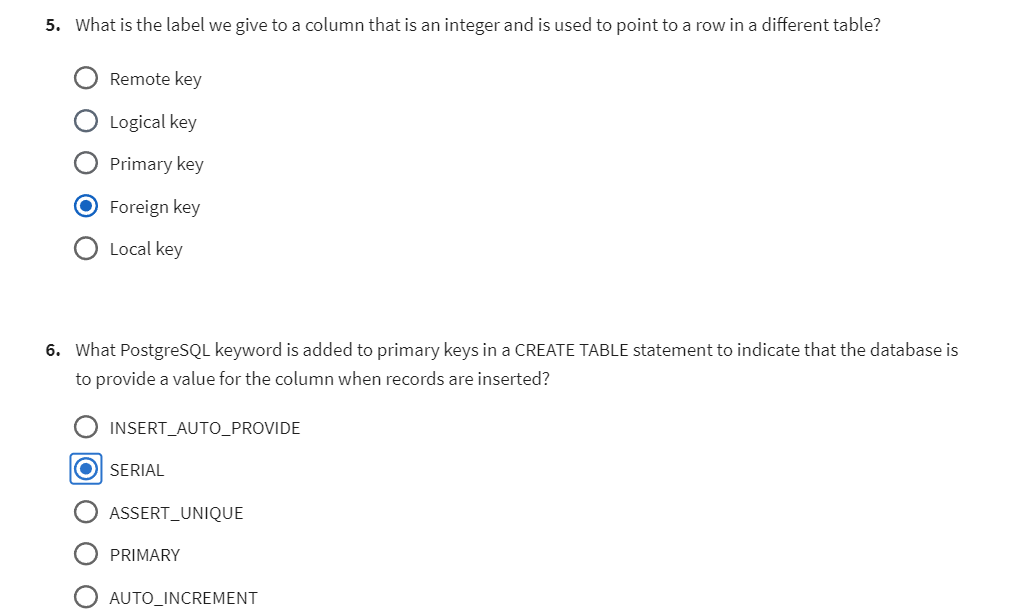 5. What is the label we give to a column that is an integer and is used to point to a row in a different table?
Remote key
Logical key
Primary key
Foreign key
Local key
6. What PostgreSQL keyword is added to primary keys in a CREATE TABLE statement to indicate that the database is
to provide a value for the column when records are inserted?
INSERT_AUTO_PROVIDE
SERIAL
ASSERT_UNIQUE
PRIMARY
AUTO_INCREMENT